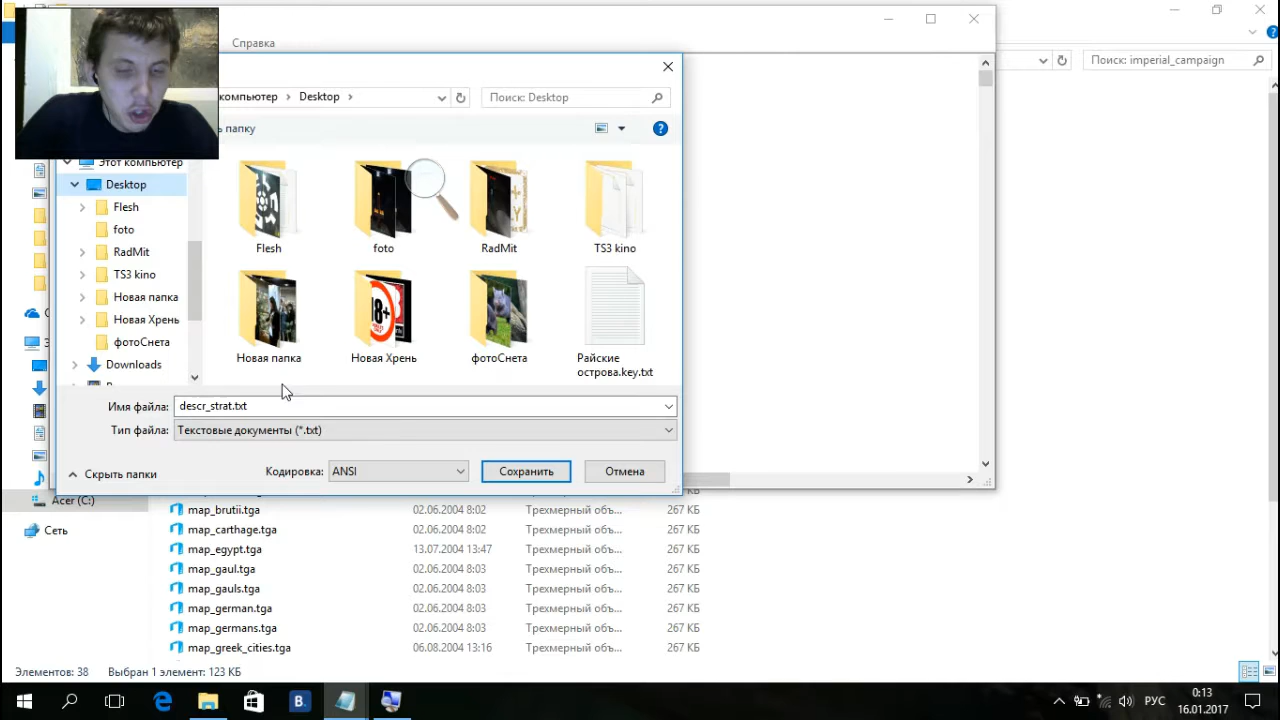 Справка
Поиск: imperial_campaign
компьютер
Desktop
Поиск: Desktop
папку
Этот компьютер
Desktop
Flesh
foto
RadMit
TS3 kino
Новая папка
Новая Хрень
фотоСнета
Downloads
Flesh
foto
RadMit
TS3 kino
Новая папка
18+
Новая Хрень
фотоСнета
Райские
острова.key.txt
Имя файла: descr_strat.txt
Тип файла: Текстовые документы (*.txt)
Скрыть папки
Кодировка: ANSI
Сохранить
Отмена
Acer (C:)
Сеть
map_brutii.tga 02.06.2004 8:02 Трехмерный объ... 267 КБ
map_carthage.tga 02.06.2004 8:02 Трехмерный объ... 267 КБ
map_egypt.tga 13.07.2004 13:47 Трехмерный объ... 267 КБ
map_gaul.tga 02.06.2004 8:03 Трехмерный объ... 267 КБ
map_gauls.tga 02.06.2004 8:03 Трехмерный объ... 267 КБ
map_german.tga 02.06.2004 8:03 Трехмерный объ... 267 КБ
map_germans.tga 02.06.2004 8:03 Трехмерный объ... 267 КБ
map_greek_cities.tga 06.08.2004 13:16 Трехмерный объ... 267 КБ
Элементов: 38 Выбран 1 элемент: 123 КБ
B.
РУС
0:13
16.01.2017